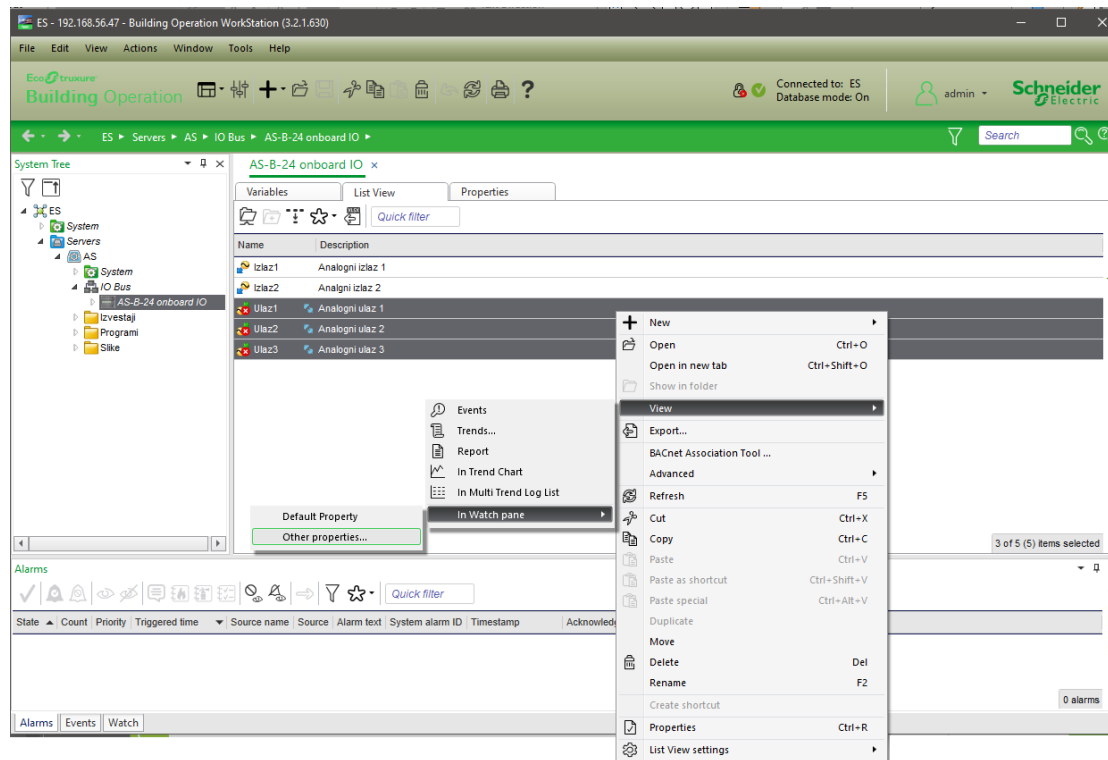 ES - 192.168.56.47 - Building Operation WorkStation (3.2.1.630)
File Edit View Actions Window Tools Help
EcoStruxure
Building Operation
Connected to: ES
Database mode: On
admin
Schneider
Electric
ES Servers AS IO Bus AS-B-24 onboard IO
Search
System Tree
AS-B-24 onboard IO
Variables List View Properties
Quick filter
ES
System
Servers
AS
System
IO Bus
AS-B-24 onboard IO
Izvestaji
Programi
Slike
Name Description
Izlaz1 Analogni izlaz 1
Izlaz2 Analgni izlaz 2
Ulaz1 Analogni ulaz 1
Ulaz2 Analogni ulaz 2
Ulaz3 Analogni ulaz 3
New
Open Ctrl+O
Open in new tab Ctrl+Shift+O
Show in folder
View
Export...
BACnet Association Tool ...
Advanced
Refresh F5
Cut Ctrl+X
Copy Ctrl+C
Paste Ctrl+V
Paste as shortcut Ctrl+Shift+V
Paste special Ctrl+Alt+V
Duplicate
Move
Delete Del
Rename F2
Create shortcut
Properties Ctrl+R
List View settings
Events
Trends...
Report
In Trend Chart
In Multi Trend Log List
In Watch pane
Default Property
Other properties...
3 of 5 (5) items selected
Alarms
Quick filter
State Count Priority Triggered time Source name Source Alarm text System alarm ID Timestamp
0 alarms
Alarms Events Watch